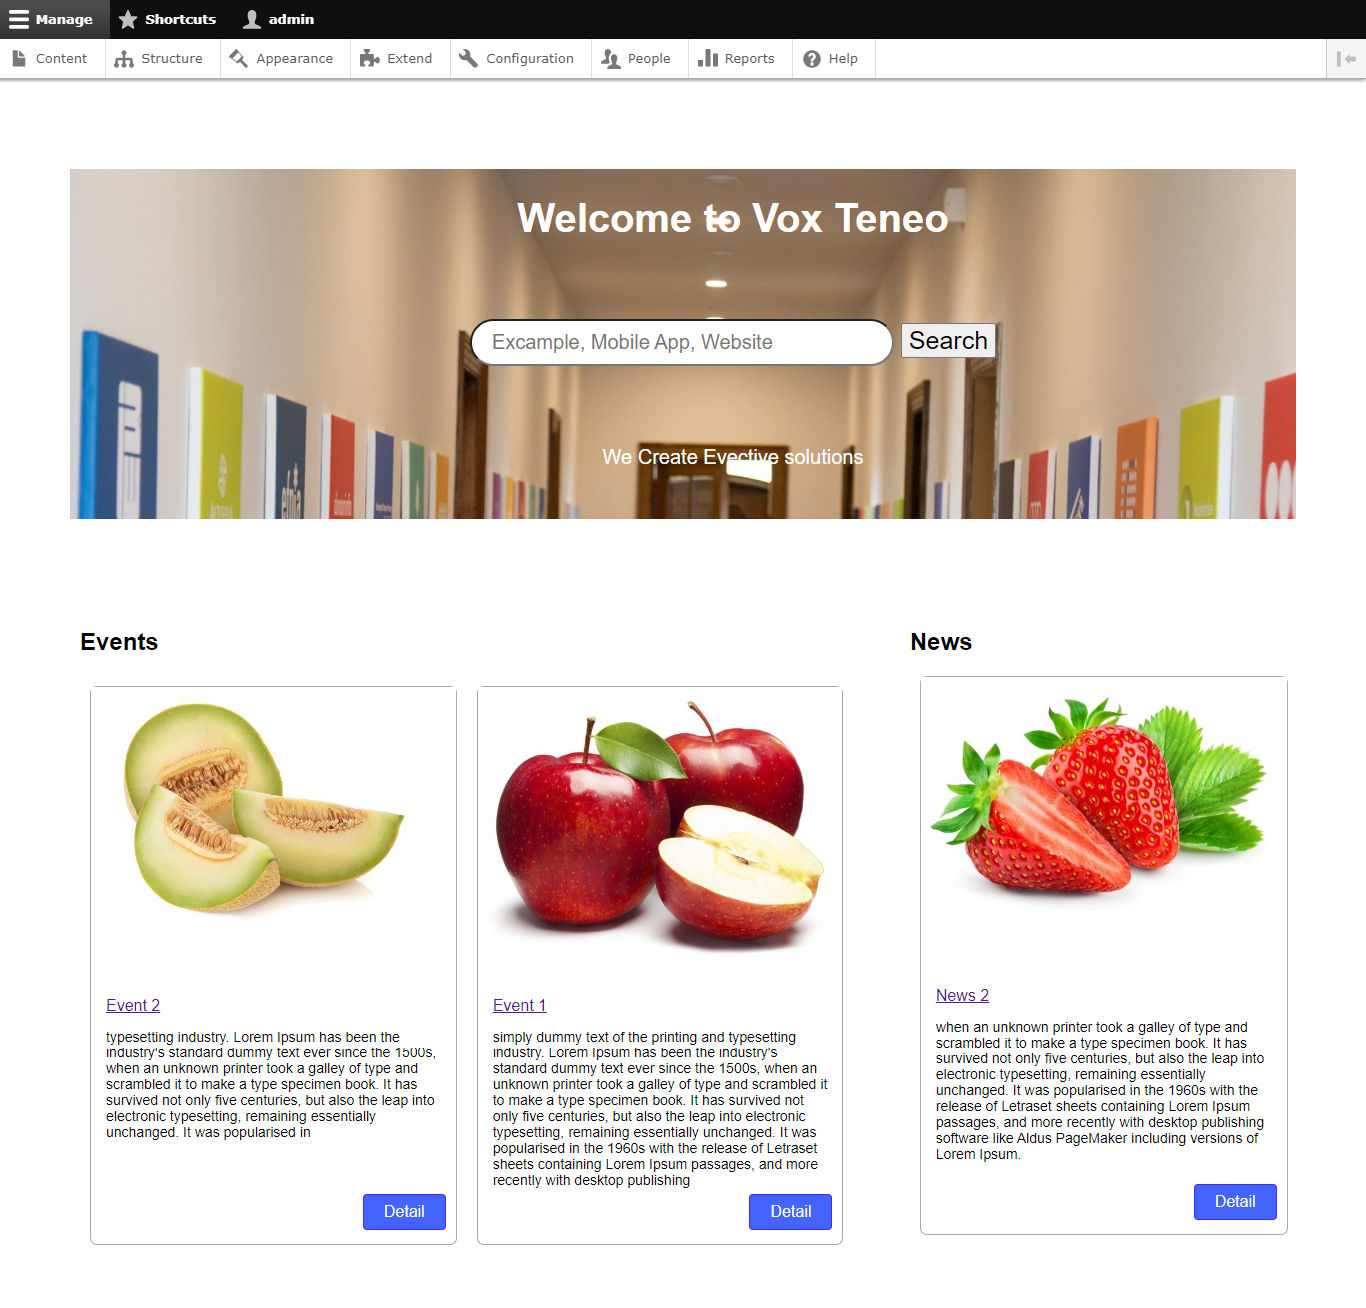 Manage Shortcuts admin
Content Structure Appearance Extend Configuration People Reports Help
Welcome to Vox Teneo
Excample, Mobile App, Website Search
We Create Evective solutions
efnia
Events
Event 2
typesetting industry. Lorem Ipsum has been the
industry's standard dummy text ever since the 1500s,
when an unknown printer took a galley of type and
scrambled it to make a type specimen book. It has
survived not only five centuries, but also the leap into
electronic typesetting, remaining essentially
unchanged. It was popularised in
Detail
Event 1
simply dummy text of the printing and typesetting
industry. Lorem Ipsum has been the industry's
standard dummy text ever since the 1500s, when an
unknown printer took a galley of type and scrambled it
to make a type specimen book. It has survived not
only five centuries, but also the leap into electronic
typesetting, remaining essentially unchanged. It was
popularised in the 1960s with the release of Letraset
sheets containing Lorem Ipsum passages, and more
recently with desktop publishing
Detail
News
News 2
when an unknown printer took a galley of type and
scrambled it to make a type specimen book. It has
survived not only five centuries, but also the leap into
electronic typesetting, remaining essentially
unchanged. It was popularised in the 1960s with the
release of Letraset sheets containing Lorem Ipsum
passages, and more recently with desktop publishing
software like Aldus PageMaker including versions of
Lorem Ipsum.
Detail